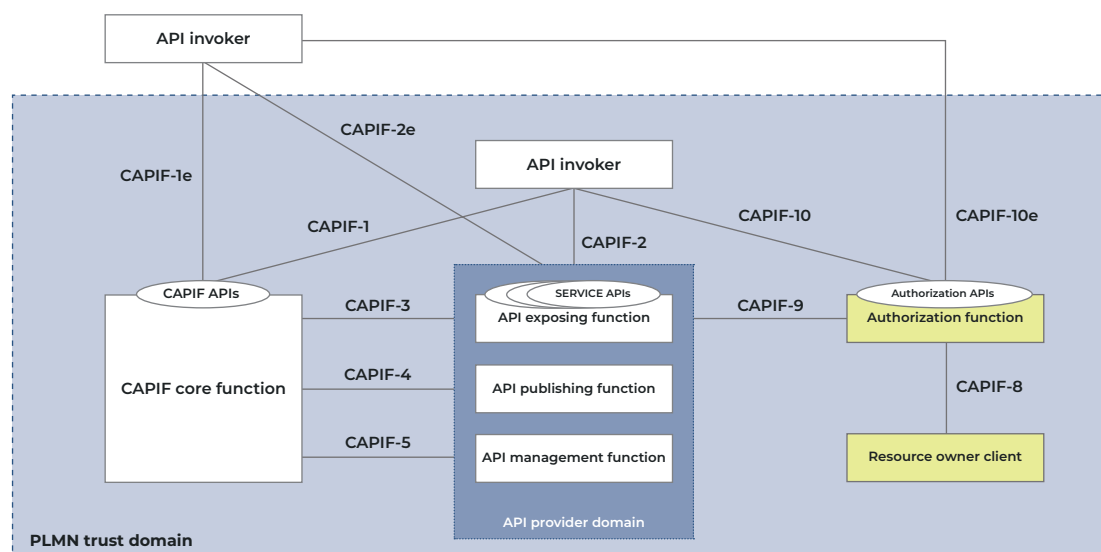 API invoker
CAPIF-2e
API invoker
CAPIF-1e
CAPIF-1
CAPIF-2
CAPIF-10
CAPIF-10e
CAPIF APIs
SERVICE APIs
Authorization APIs
CAPIF-3
API exposing function
CAPIF-9
Authorization function
CAPIF core function
CAPIF-4
API publishing function
CAPIF-8
CAPIF-5
API management function
Resource owner client
API provider domain
PLMN trust domain